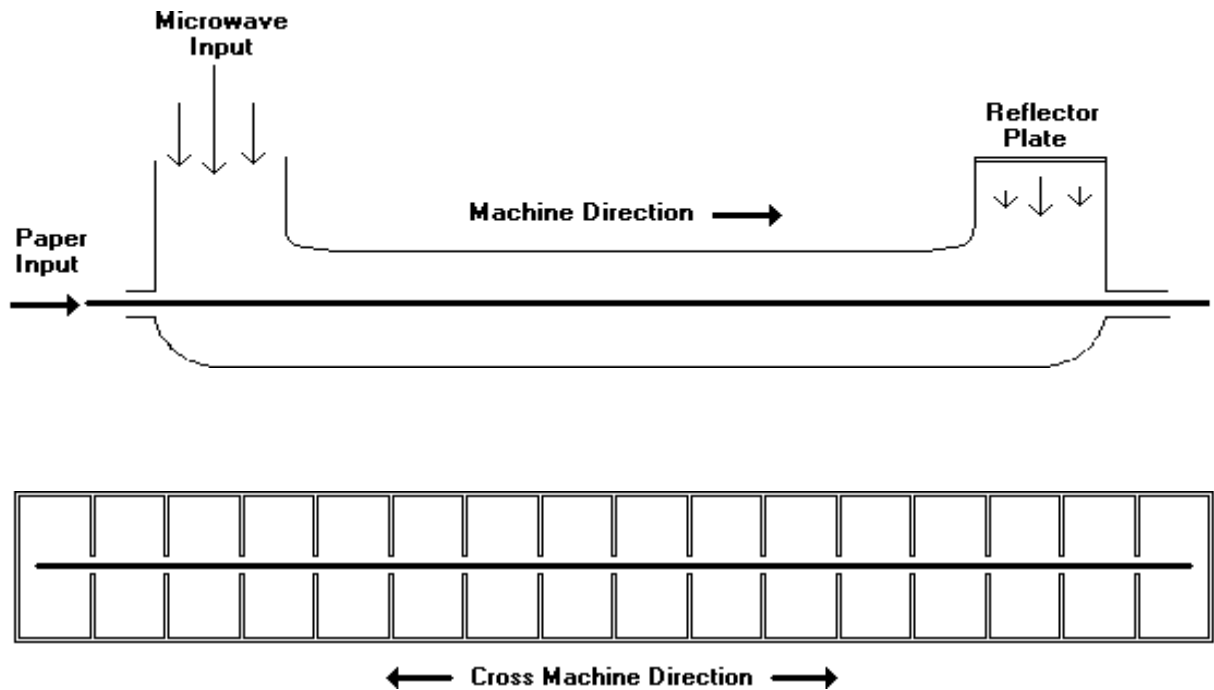 Microwave
Input
Reflector
Plate
Machine Direction
Paper
Input
Cross Machine Direction